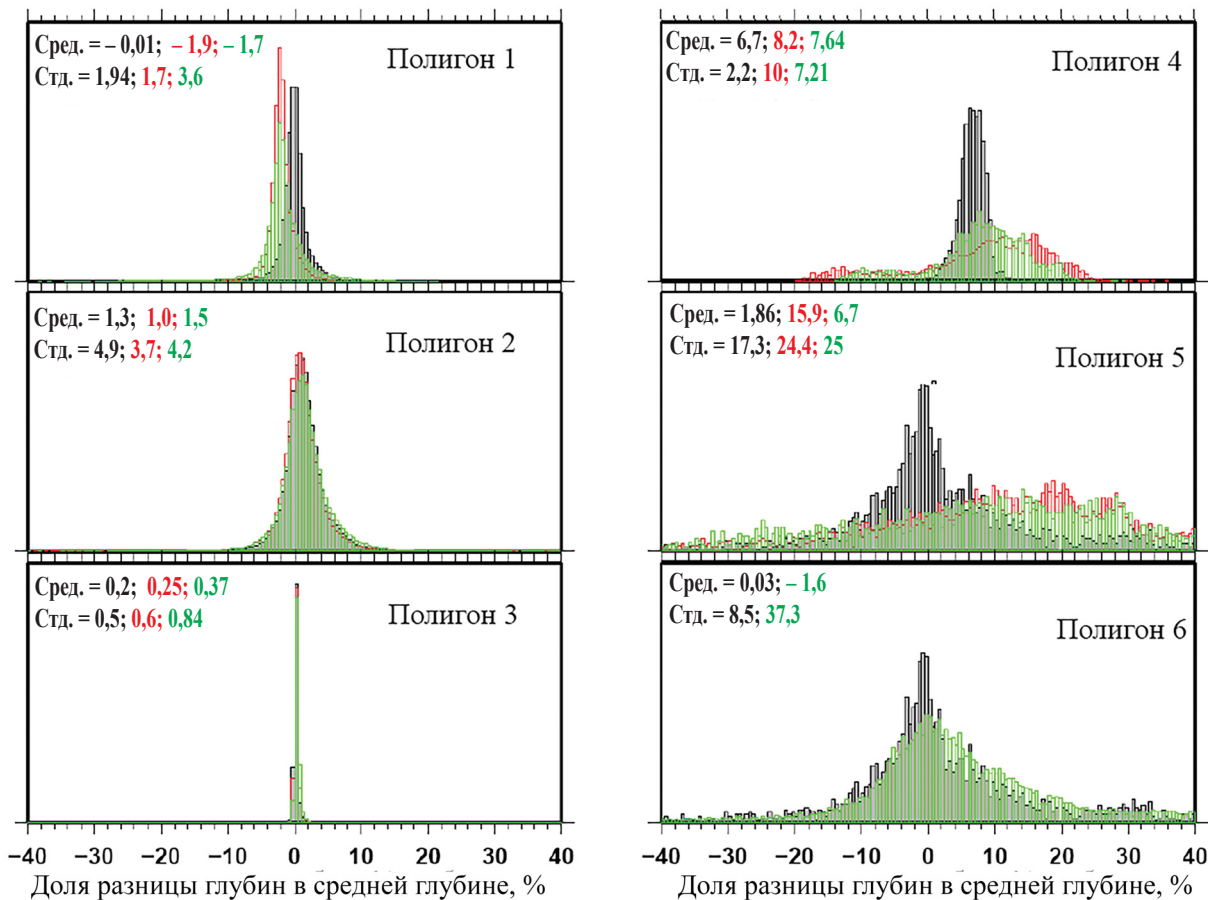 Сред. = – 0,01; – 1,9; – 1,7
Стд. = 1,94; 1,7; 3,6
Полигон 1
Сред. = 1,3; 1,0; 1,5
Стд. = 4,9; 3,7; 4,2
Полигон 2
Сред. = 0,2; 0,25; 0,37
Стд. = 0,5; 0,6; 0,84
Полигон 3
−40 −30 −20 −10 0 10 20 30 40
Доля разницы глубин в средней глубине, %
Сред. = 6,7; 8,2; 7,64
Стд. = 2,2; 10; 7,21
Полигон 4
Сред. = 1,86; 15,9; 6,7
Стд. = 17,3; 24,4; 25
Полигон 5
Сред. = 0,03; – 1,6
Стд. = 8,5; 37,3
Полигон 6
−40 −30 −20 −10 0 10 20 30 40
Доля разницы глубин в средней глубине, %